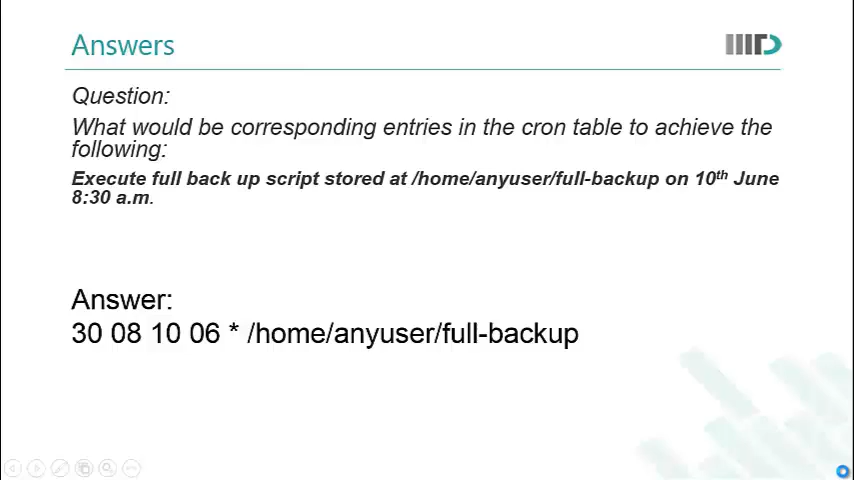 Answers
IIITD
Question:
What would be corresponding entries in the cron table to achieve the
following:
Execute full back up script stored at /home/anyuser/full-backup on 10th June
8:30 a.m.
Answer:
30 08 10 06 * /home/anyuser/full-backup